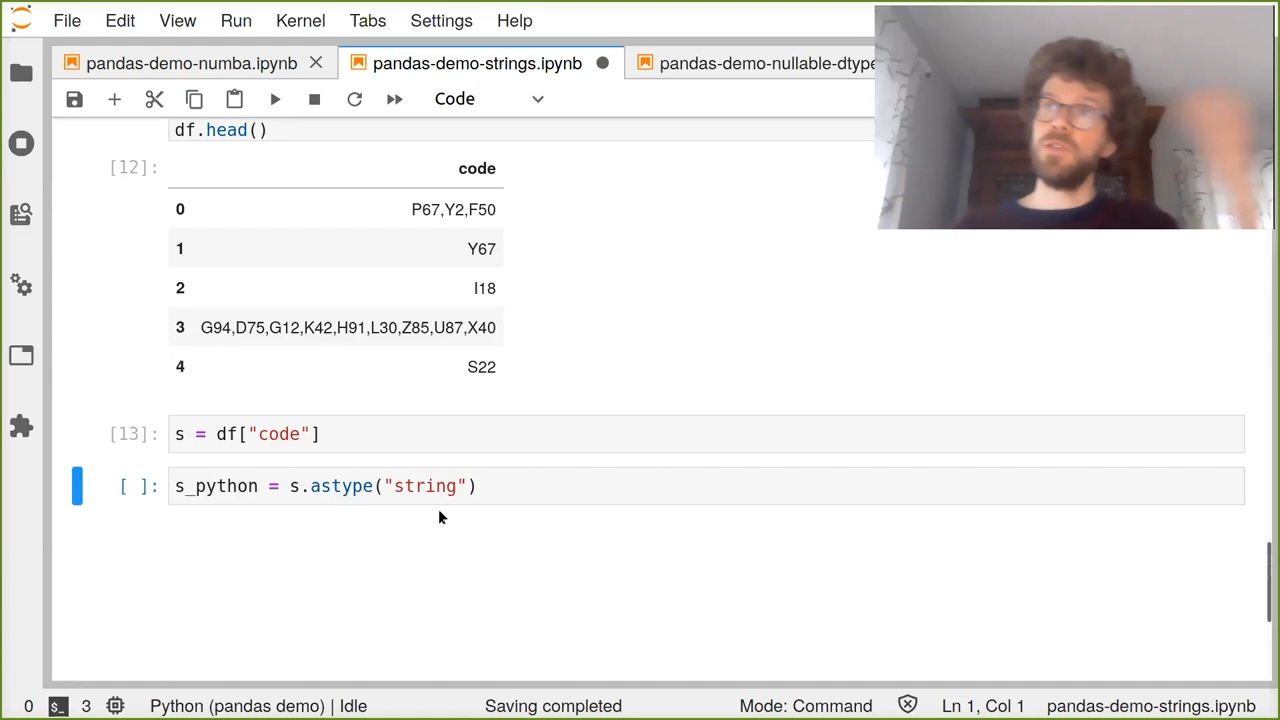 File Edit View Run Kernel Tabs Settings Help
pandas-demo-numba.ipynb pandas-demo-strings.ipynb pandas-demo-nullable-dtype
Code
df.head()
[12]: code
0 P67,Y2,F50
1 Y67
2 I18
3 G94,D75,G12,K42,H91,L30,Z85,U87,X40
4 S22
[13]: s = df["code"]
[ ]: s_python = s.astype("string")
0 $_ 3 Python (pandas demo) | Idle Saving completed Mode: Command Ln 1, Col 1 pandas-demo-strings.ipynb